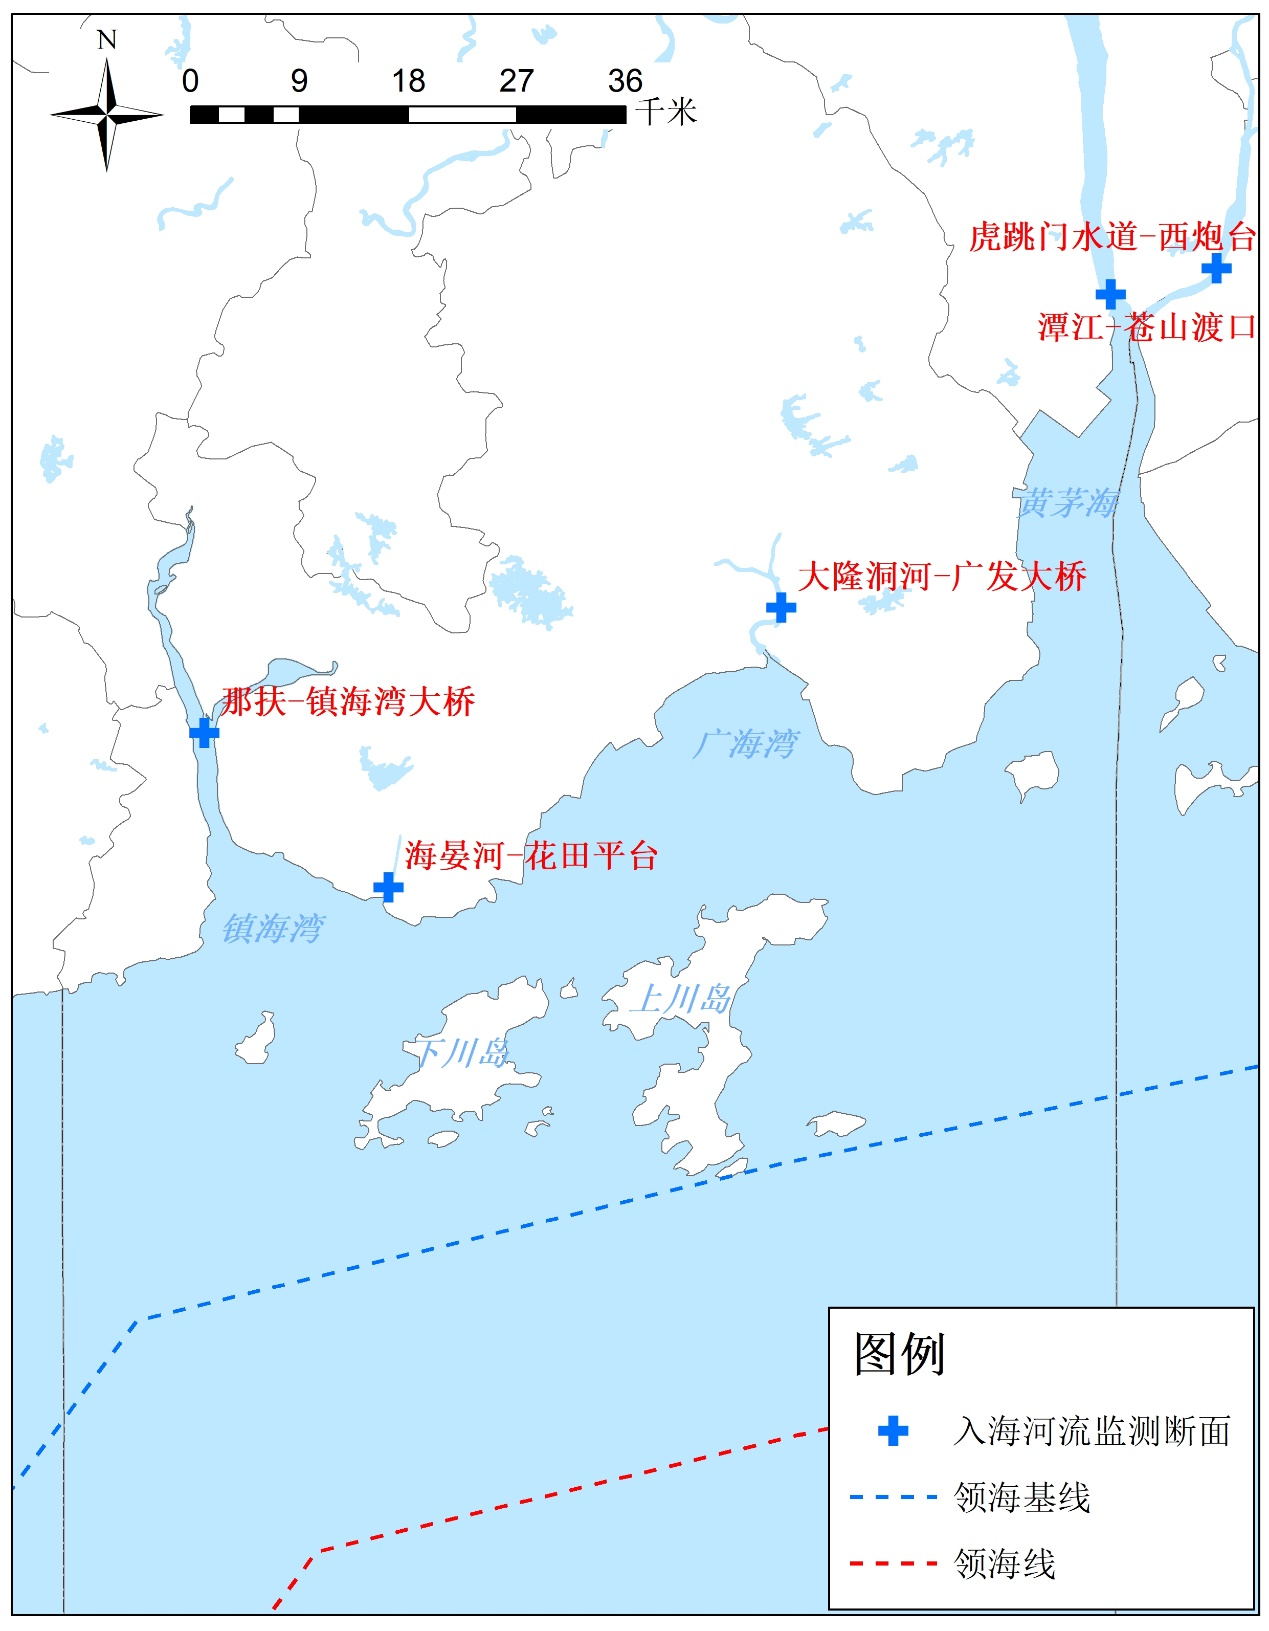 N
0 9 18 27 36
千米
虎跳门水道-西炮台
潭江-苍山渡口
黄茅海
大隆洞河-广发大桥
那扶-镇海湾大桥
广海湾
海晏河-花田平台
镇海湾
上川岛
下川岛
图例
入海河流监测断面
领海基线
领海线